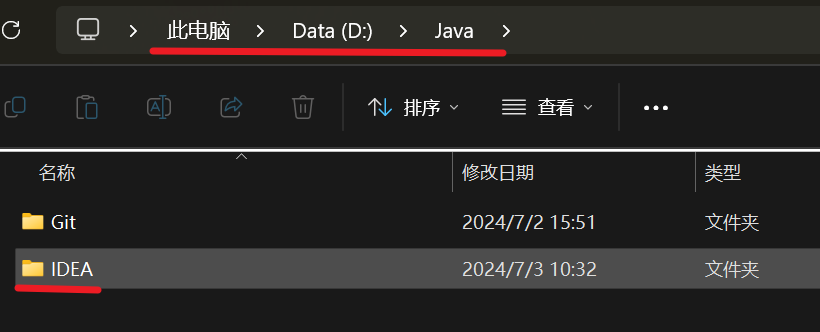 此电脑 > Data (D:) > Java >
排序 查看
名称 修改日期 类型
Git 2024/7/2 15:51 文件夹
IDEA 2024/7/3 10:32 文件夹